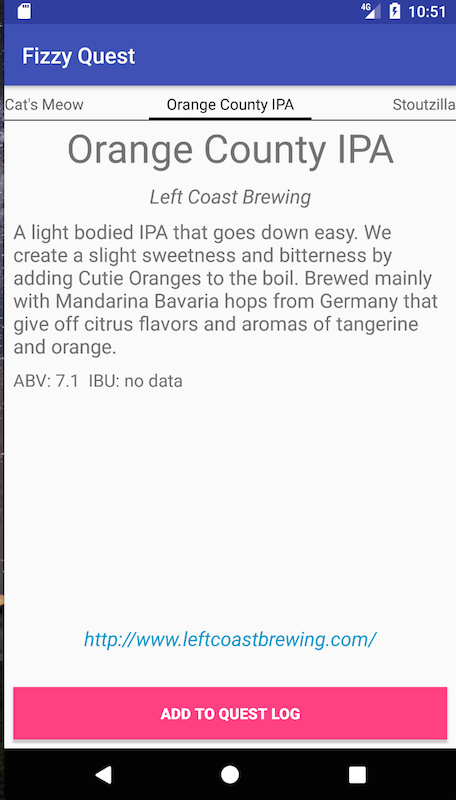 4G 10:51
Fizzy Quest
Cat's Meow Orange County IPA Stoutzilla
Orange County IPA
Left Coast Brewing
A light bodied IPA that goes down easy. We
create a slight sweetness and bitterness by
adding Cutie Oranges to the boil. Brewed mainly
with Mandarina Bavaria hops from Germany that
give off citrus flavors and aromas of tangerine
and orange.
ABV: 7.1 IBU: no data
http://www.leftcoastbrewing.com/
ADD TO QUEST LOG